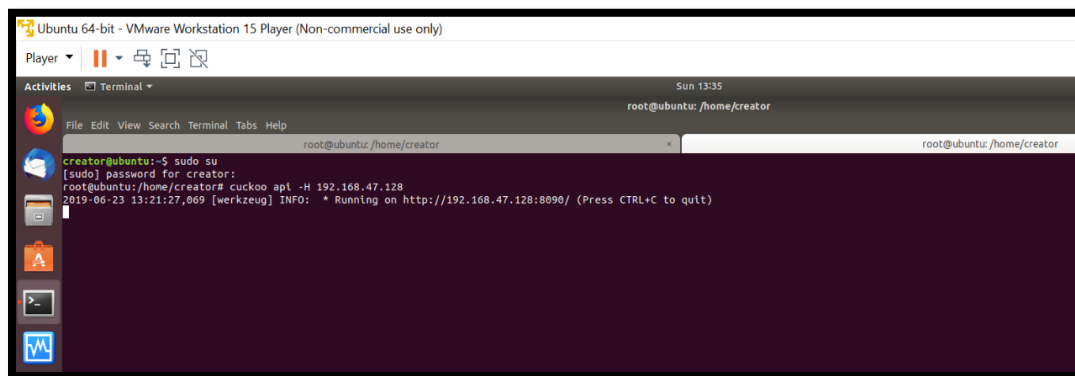 Ubuntu 64-bit - VMware Workstation 15 Player (Non-commercial use only)
Player
Activities Terminal Sun 13:35
root@ubuntu: /home/creator
File Edit View Search Terminal Tabs Help
root@ubuntu: /home/creator × root@ubuntu: /home/creator
creator@ubuntu:~$ sudo su
[sudo] password for creator:
root@ubuntu:/home/creator# cuckoo api -H 192.168.47.128
2019-06-23 13:21:27,069 [werkzeug] INFO:  * Running on http://192.168.47.128:8090/ (Press CTRL+C to quit)